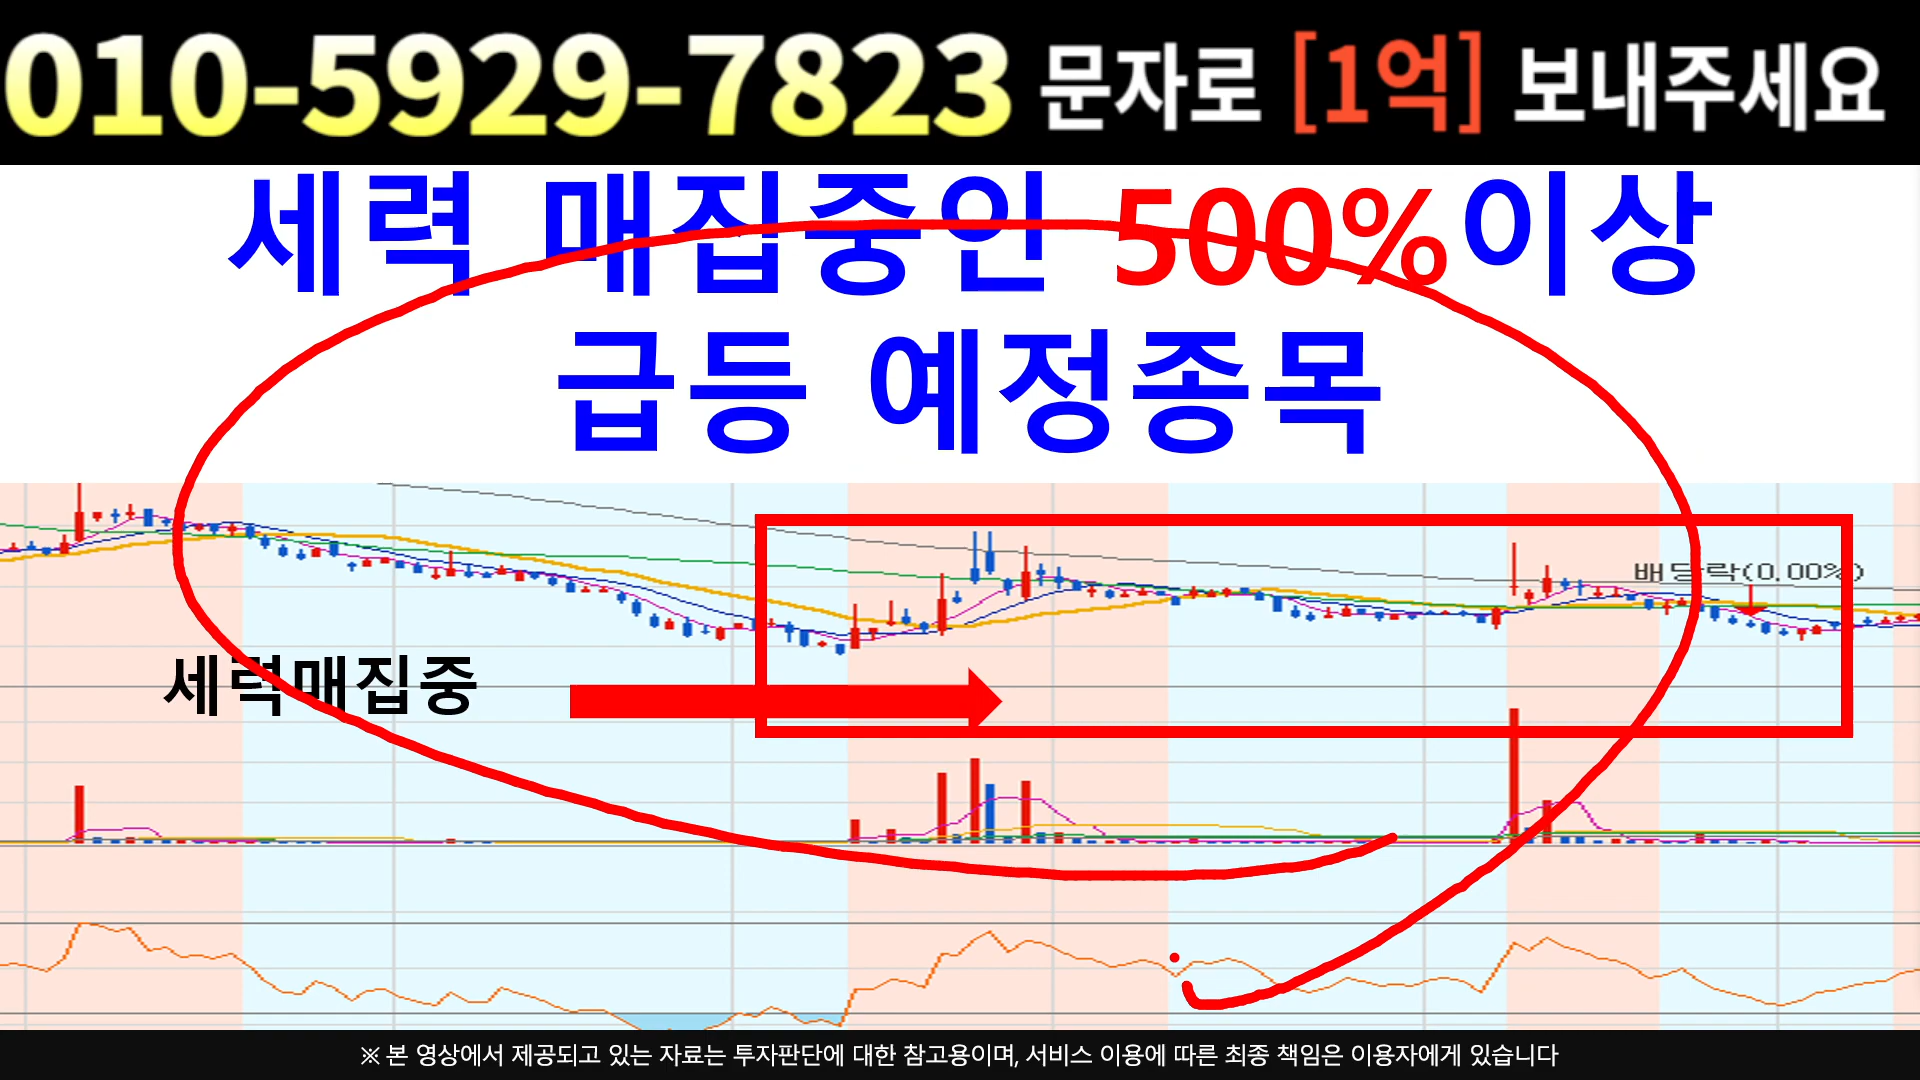 010-5929-7823 문자로 [1억] 보내주세요
세력 매집중인 500%이상
급등 예정종목
배당락(0.00%)
세력매집중
※ 본 영상에서 제공되고 있는 자료는 투자판단에 대한 참고용이며, 서비스 이용에 따른 최종 책임은 이용자에게 있습니다